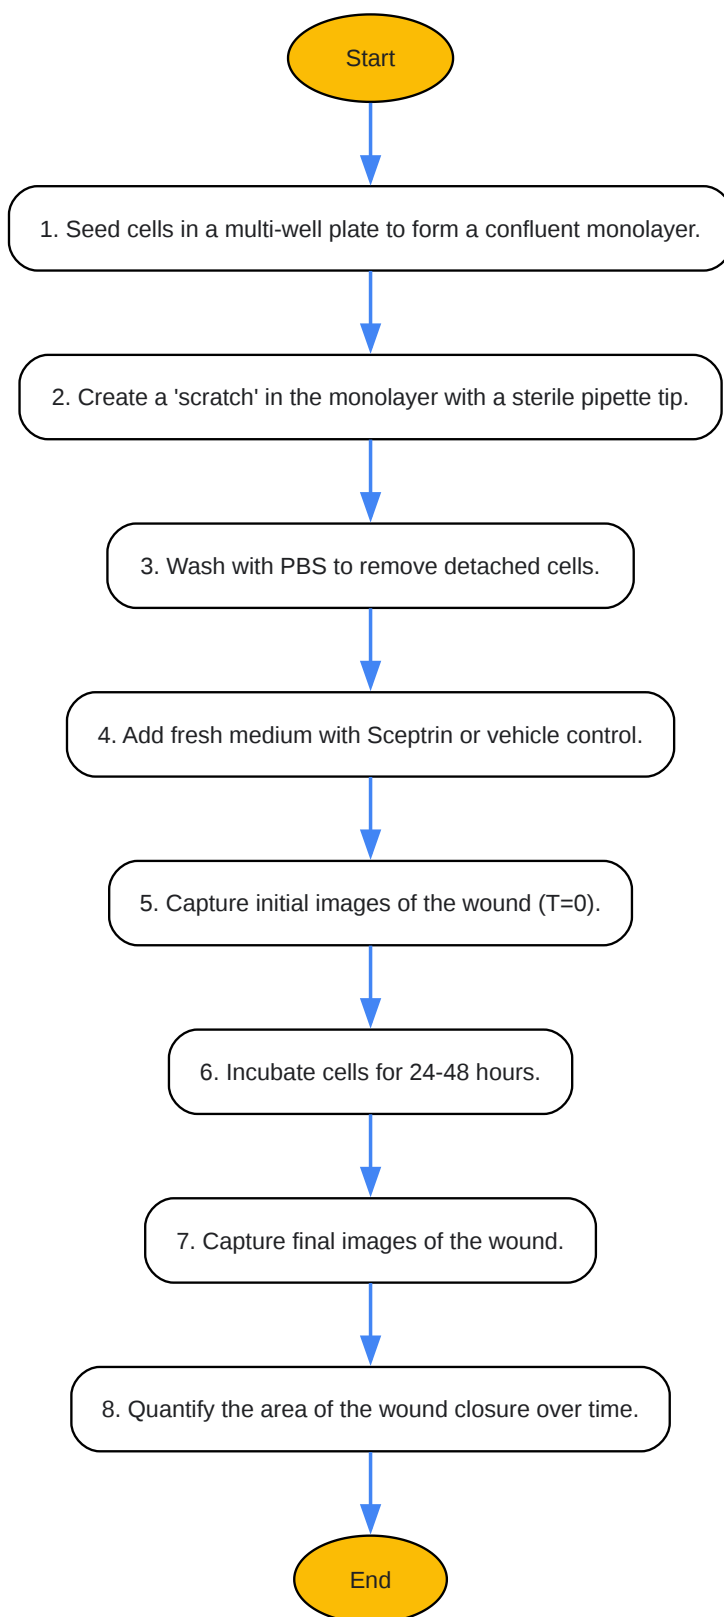 Start
1. Seed cells in a multi-well plate to form a confluent monolayer.
2. Create a 'scratch' in the monolayer with a sterile pipette tip.
3. Wash with PBS to remove detached cells.
4. Add fresh medium with Sceptrin or vehicle control.
5. Capture initial images of the wound (T=0).
6. Incubate cells for 24-48 hours.
7. Capture final images of the wound.
8. Quantify the area of the wound closure over time.
End